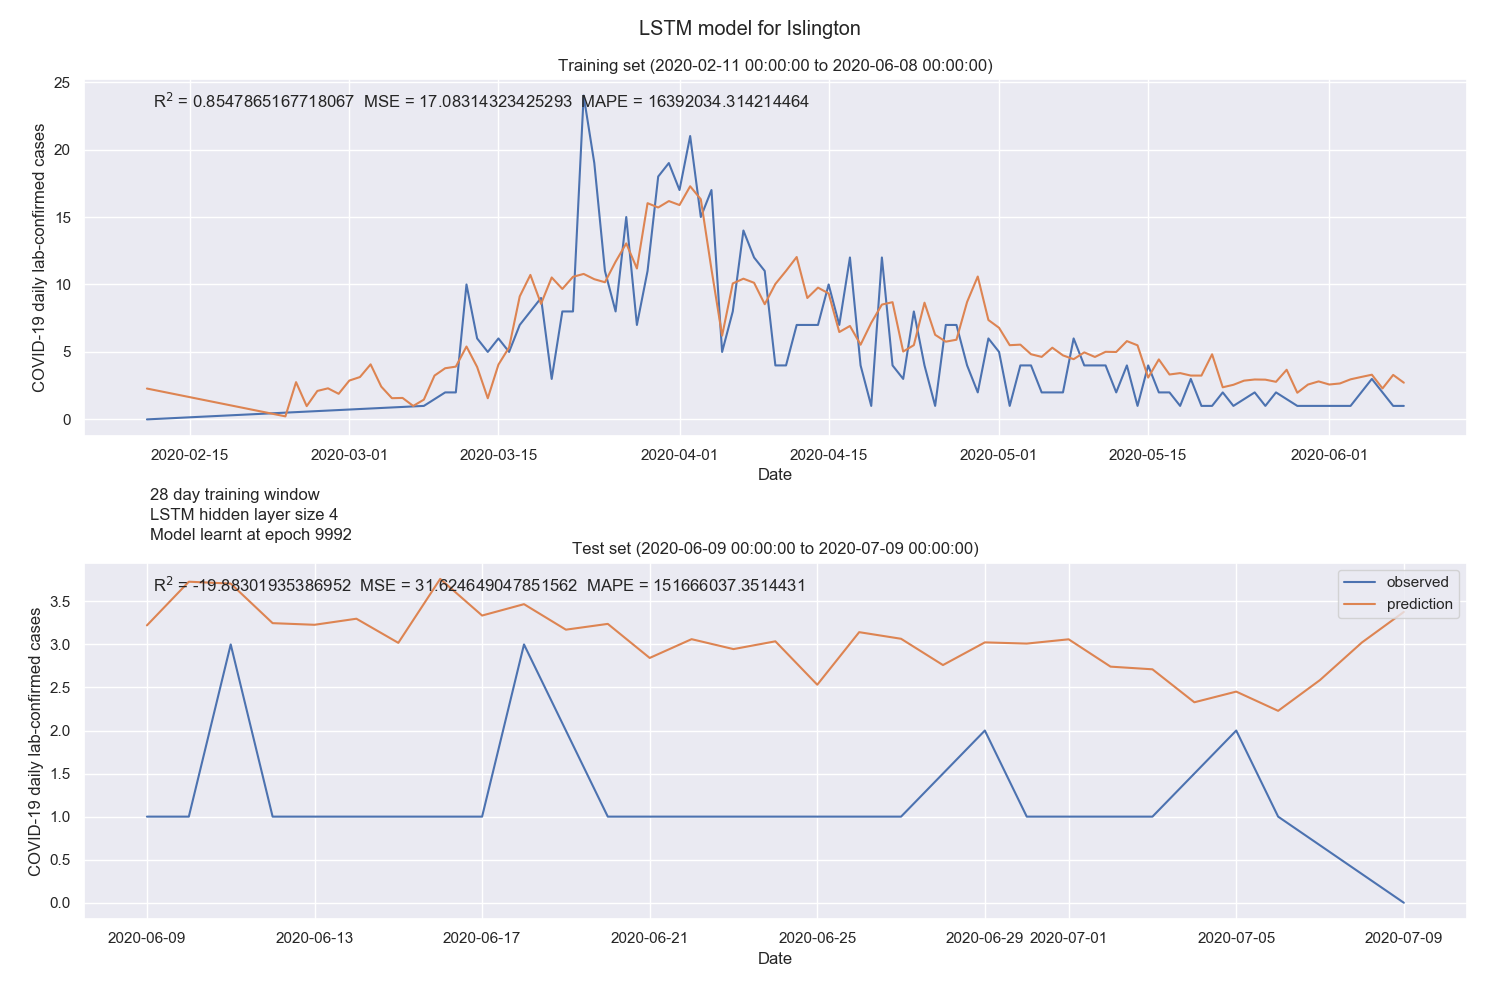 LSTM model for Islington
Training set (2020-02-11 00:00:00 to 2020-06-08 00:00:00)
R² = 0.8547865167718067 MSE = 17.08314323425293 MAPE = 16392034.314214464
COVID-19 daily lab-confirmed cases
25
20
15
10
5
0
2020-02-15 2020-03-01 2020-03-15 2020-04-01 2020-04-15 2020-05-01 2020-05-15 2020-06-01
Date
28 day training window
LSTM hidden layer size 4
Model learnt at epoch 9992
Test set (2020-06-09 00:00:00 to 2020-07-09 00:00:00)
R² = -19.88301935386952 MSE = 31.624649047851562 MAPE = 151666037.3514431
observed
prediction
COVID-19 daily lab-confirmed cases
3.5
3.0
2.5
2.0
1.5
1.0
0.5
0.0
2020-06-09 2020-06-13 2020-06-17 2020-06-21 2020-06-25 2020-06-29 2020-07-01 2020-07-05 2020-07-09
Date